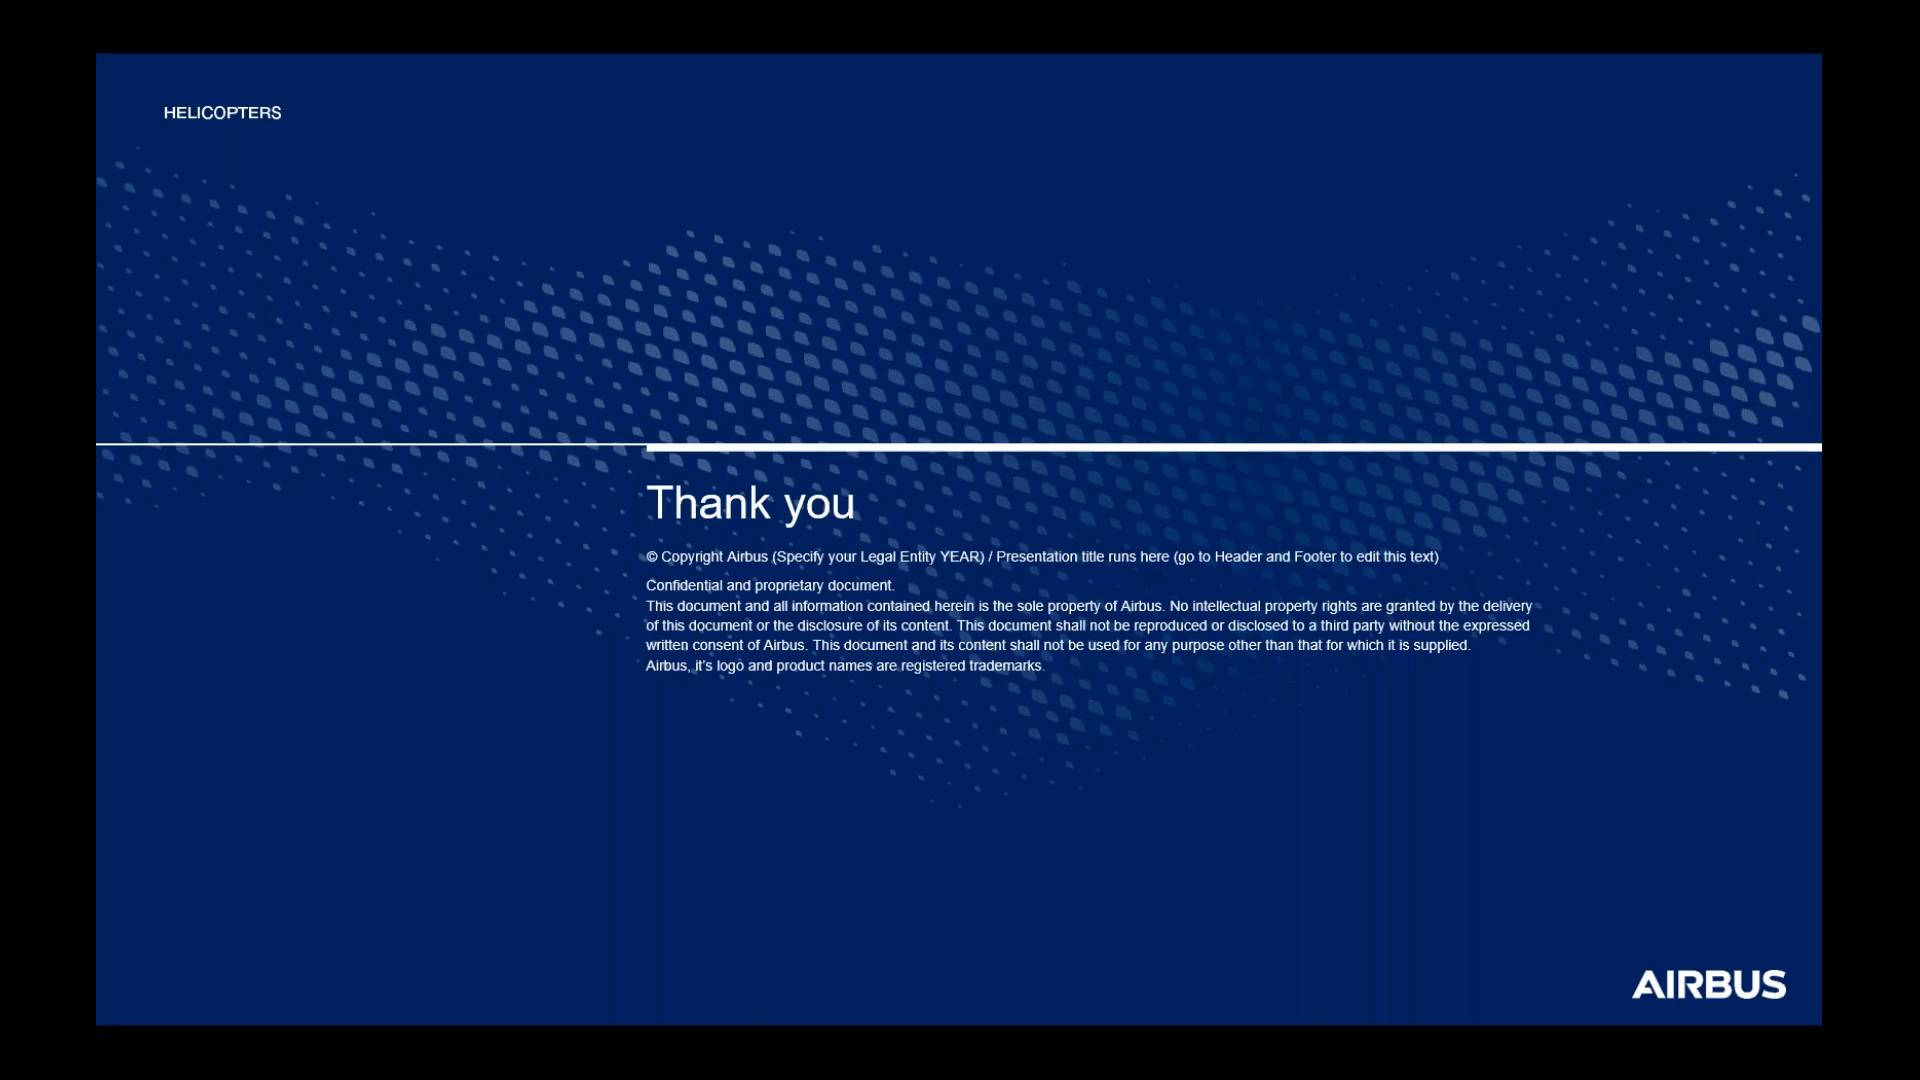 HELICOPTERS
Thank you
© Copyright Airbus (Specify your Legal Entity YEAR) / Presentation title runs here (go to Header and Footer to edit this text)
Confidential and proprietary document.
This document and all information contained herein is the sole property of Airbus. No intellectual property rights are granted by the delivery
of this document or the disclosure of its content. This document shall not be reproduced or disclosed to a third party without the expressed
written consent of Airbus. This document and its content shall not be used for any purpose other than that for which it is supplied.
Airbus, it's logo and product names are registered trademarks.
AIRBUS